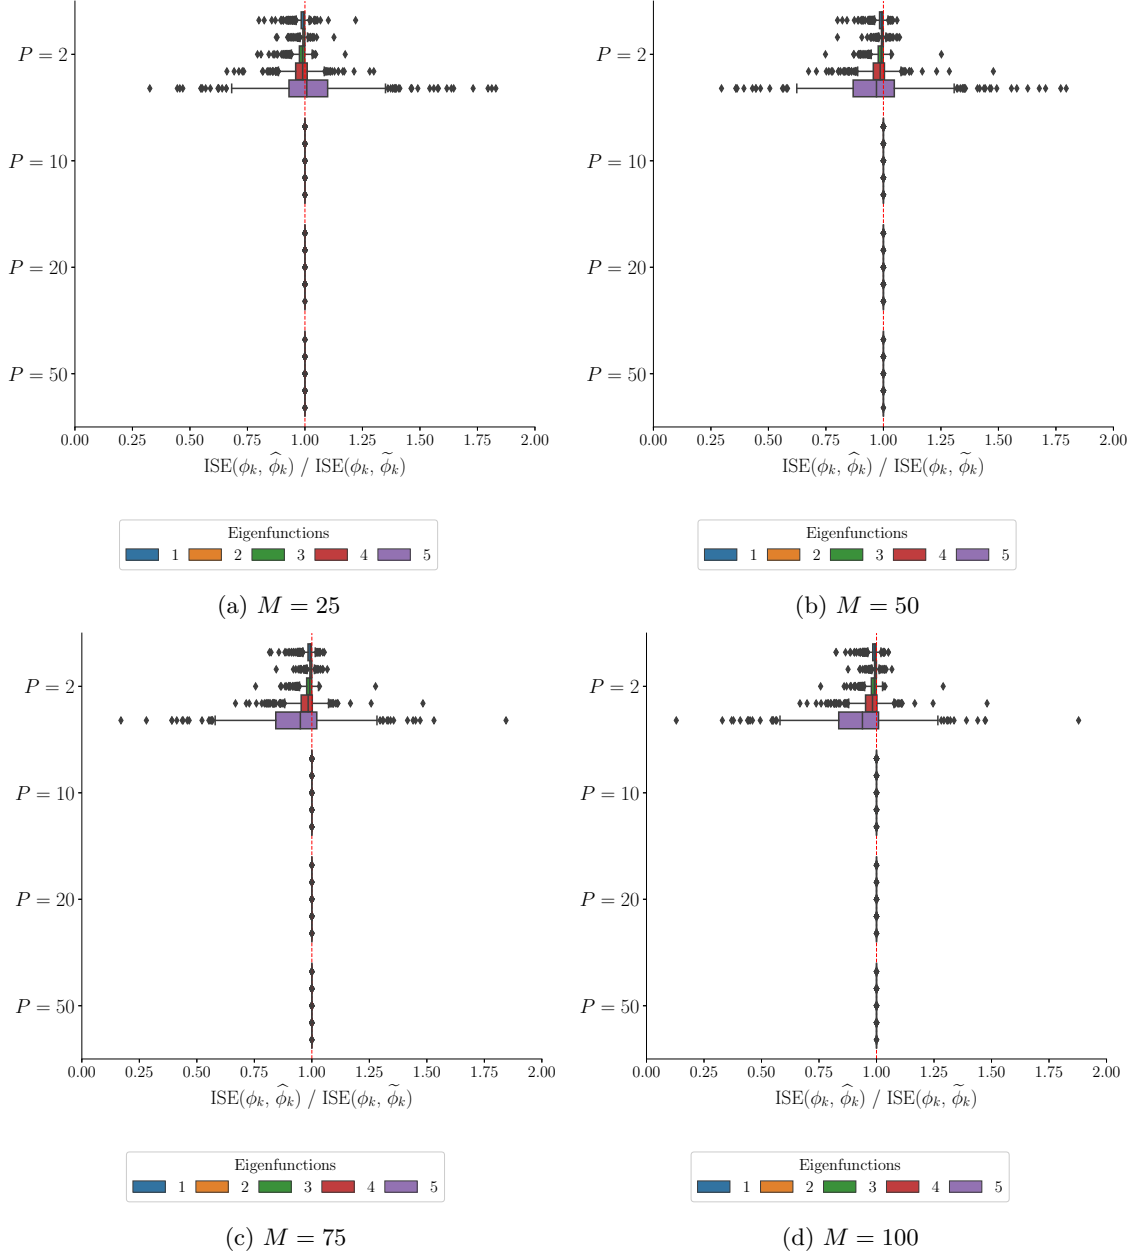 P = 2
P = 10
P = 20
P = 50
0.00 0.25 0.50 0.75 1.00 1.25 1.50 1.75 2.00
ISE(ϕₖ, ϕ̂ₖ) / ISE(ϕₖ, ϕ̃ₖ)
Eigenfunctions
1 2 3 4 5
(a) M = 25
P = 2
P = 10
P = 20
P = 50
0.00 0.25 0.50 0.75 1.00 1.25 1.50 1.75 2.00
ISE(ϕₖ, ϕ̂ₖ) / ISE(ϕₖ, ϕ̃ₖ)
Eigenfunctions
1 2 3 4 5
(b) M = 50
P = 2
P = 10
P = 20
P = 50
0.00 0.25 0.50 0.75 1.00 1.25 1.50 1.75 2.00
ISE(ϕₖ, ϕ̂ₖ) / ISE(ϕₖ, ϕ̃ₖ)
Eigenfunctions
1 2 3 4 5
(c) M = 75
P = 2
P = 10
P = 20
P = 50
0.00 0.25 0.50 0.75 1.00 1.25 1.50 1.75 2.00
ISE(ϕₖ, ϕ̂ₖ) / ISE(ϕₖ, ϕ̃ₖ)
Eigenfunctions
1 2 3 4 5
(d) M = 100